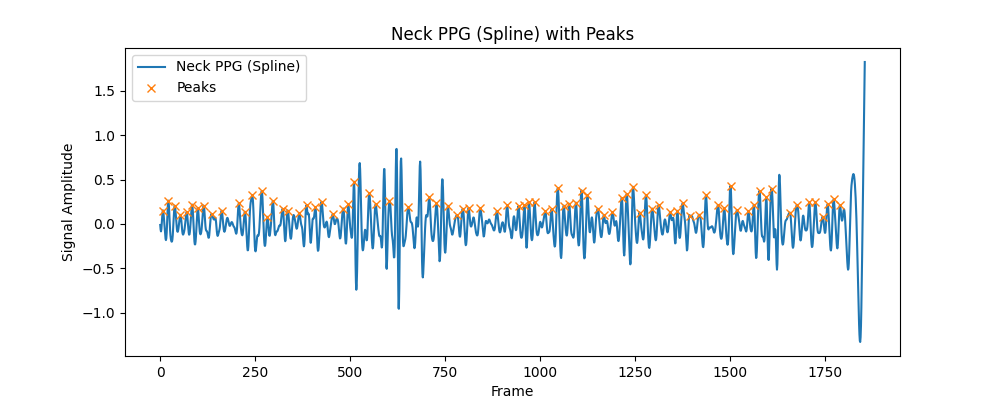 Neck PPG (Spline) with Peaks
Neck PPG (Spline)
Peaks
Signal Amplitude
1.5
1.0
0.5
0.0
−0.5
−1.0
0 250 500 750 1000 1250 1500 1750
Frame